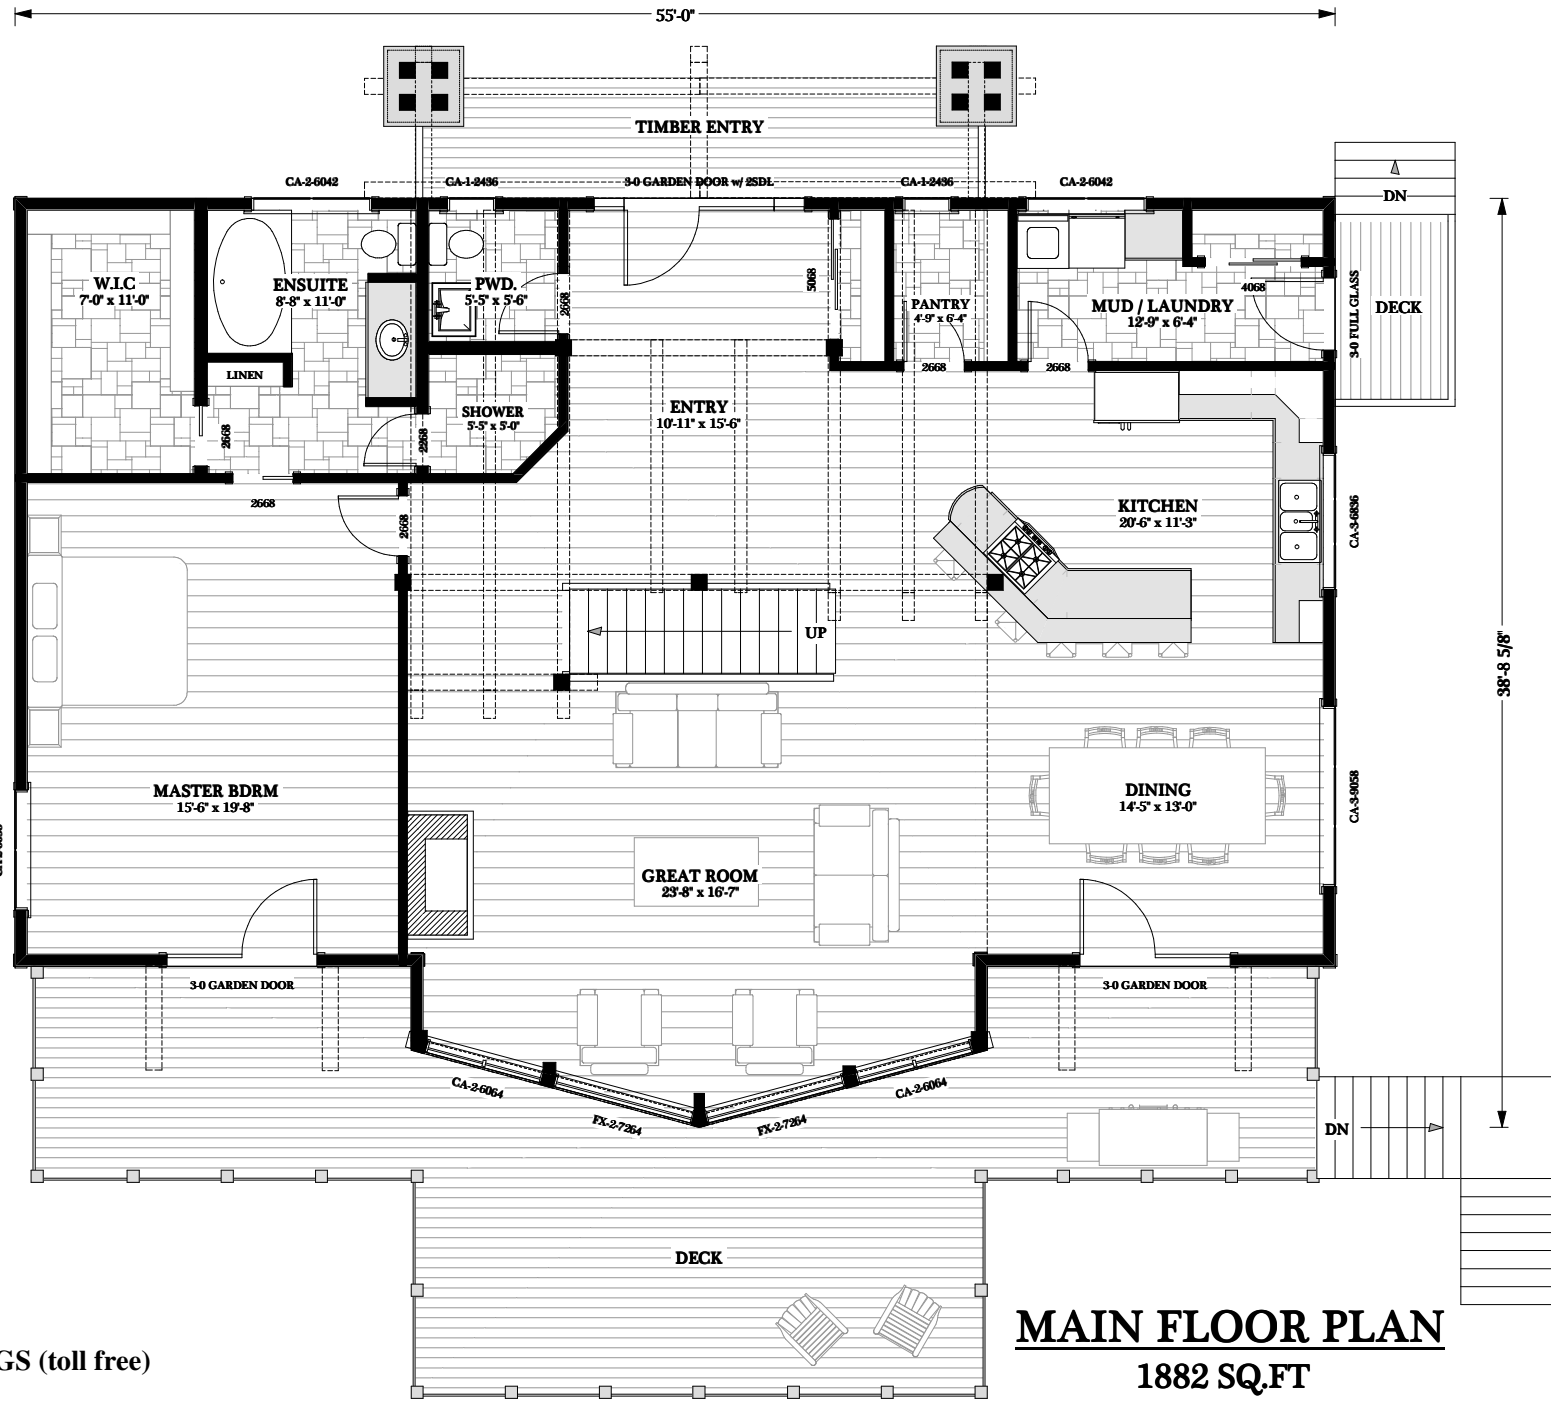 55'-0"
TIMBER ENTRY
CA-2-6042
CA-1-2436
3-0 GARDEN DOOR w/ 2SDL
CA-1-2436
CA-2-6042
DN
W.I.C
7'-0" x 11'-0"
ENSUITE
8'-8" x 11'-0"
PWD.
5'-5" x 5'-6"
2668
5068
PANTRY
4'-9" x 6'-4"
MUD / LAUNDRY
12'-9" x 6'-4"
4068
3-0 FULL GLASS
DECK
LINEN
2668
2668
SHOWER
5'-5" x 5'-0"
ENTRY
10'-11" x 15'-6"
2668
2268
2668
2668
KITCHEN
20'-6" x 11'-3"
CA-3-6836
UP
38'-8 5/8"
MASTER BDRM
15'-6" x 19'-8"
DINING
14'-5" x 13'-0"
CA-3-9058
GREAT ROOM
23'-8" x 16'-7"
3-0 GARDEN DOOR
3-0 GARDEN DOOR
CA-2-6064
CA-2-6064
FX-2-7264
FX-2-7264
DN
DECK
MAIN FLOOR PLAN
1882 SQ.FT
GS (toll free)